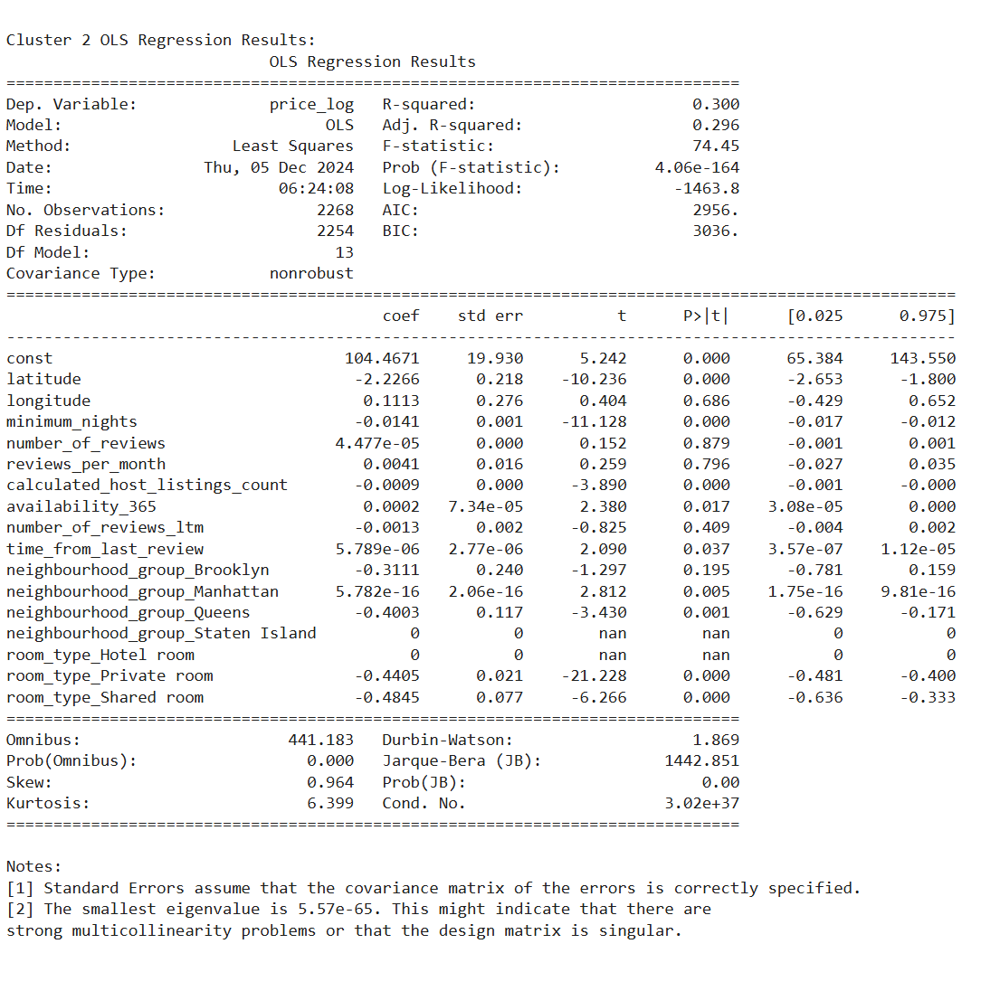 Cluster 2 OLS Regression Results:
                            OLS Regression Results
==============================================================================
Dep. Variable:              price_log   R-squared:                       0.300
Model:                            OLS   Adj. R-squared:                  0.296
Method:                 Least Squares   F-statistic:                     74.45
Date:                Thu, 05 Dec 2024   Prob (F-statistic):          4.06e-164
Time:                        06:24:08   Log-Likelihood:                -1463.8
No. Observations:                2268   AIC:                             2956.
Df Residuals:                    2254   BIC:                             3036.
Df Model:                          13
Covariance Type:            nonrobust
=====================================================================================================
                                        coef    std err          t      P>|t|      [0.025      0.975]
-----------------------------------------------------------------------------------------------------
const                               104.4671     19.930      5.242      0.000      65.384     143.550
latitude                             -2.2266      0.218    -10.236      0.000      -2.653      -1.800
longitude                             0.1113      0.276      0.404      0.686      -0.429       0.652
minimum_nights                       -0.0141      0.001    -11.128      0.000      -0.017      -0.012
number_of_reviews                  4.477e-05      0.000      0.152      0.879      -0.001       0.001
reviews_per_month                     0.0041      0.016      0.259      0.796      -0.027       0.035
calculated_host_listings_count       -0.0009      0.000     -3.890      0.000      -0.001      -0.000
availability_365                      0.0002   7.34e-05      2.380      0.017    3.08e-05       0.000
number_of_reviews_ltm                -0.0013      0.002     -0.825      0.409      -0.004       0.002
time_from_last_review              5.789e-06   2.77e-06      2.090      0.037    3.57e-07    1.12e-05
neighbourhood_group_Brooklyn         -0.3111      0.240     -1.297      0.195      -0.781       0.159
neighbourhood_group_Manhattan      5.782e-16   2.06e-16      2.812      0.005    1.75e-16    9.81e-16
neighbourhood_group_Queens           -0.4003      0.117     -3.430      0.001      -0.629      -0.171
neighbourhood_group_Staten Island          0          0        nan        nan           0           0
room_type_Hotel room                       0          0        nan        nan           0           0
room_type_Private room               -0.4405      0.021    -21.228      0.000      -0.481      -0.400
room_type_Shared room                -0.4845      0.077     -6.266      0.000      -0.636      -0.333
==============================================================================
Omnibus:                      441.183   Durbin-Watson:                   1.869
Prob(Omnibus):                  0.000   Jarque-Bera (JB):             1442.851
Skew:                           0.964   Prob(JB):                         0.00
Kurtosis:                       6.399   Cond. No.                     3.02e+37
==============================================================================

Notes:
[1] Standard Errors assume that the covariance matrix of the errors is correctly specified.
[2] The smallest eigenvalue is 5.57e-65. This might indicate that there are
strong multicollinearity problems or that the design matrix is singular.